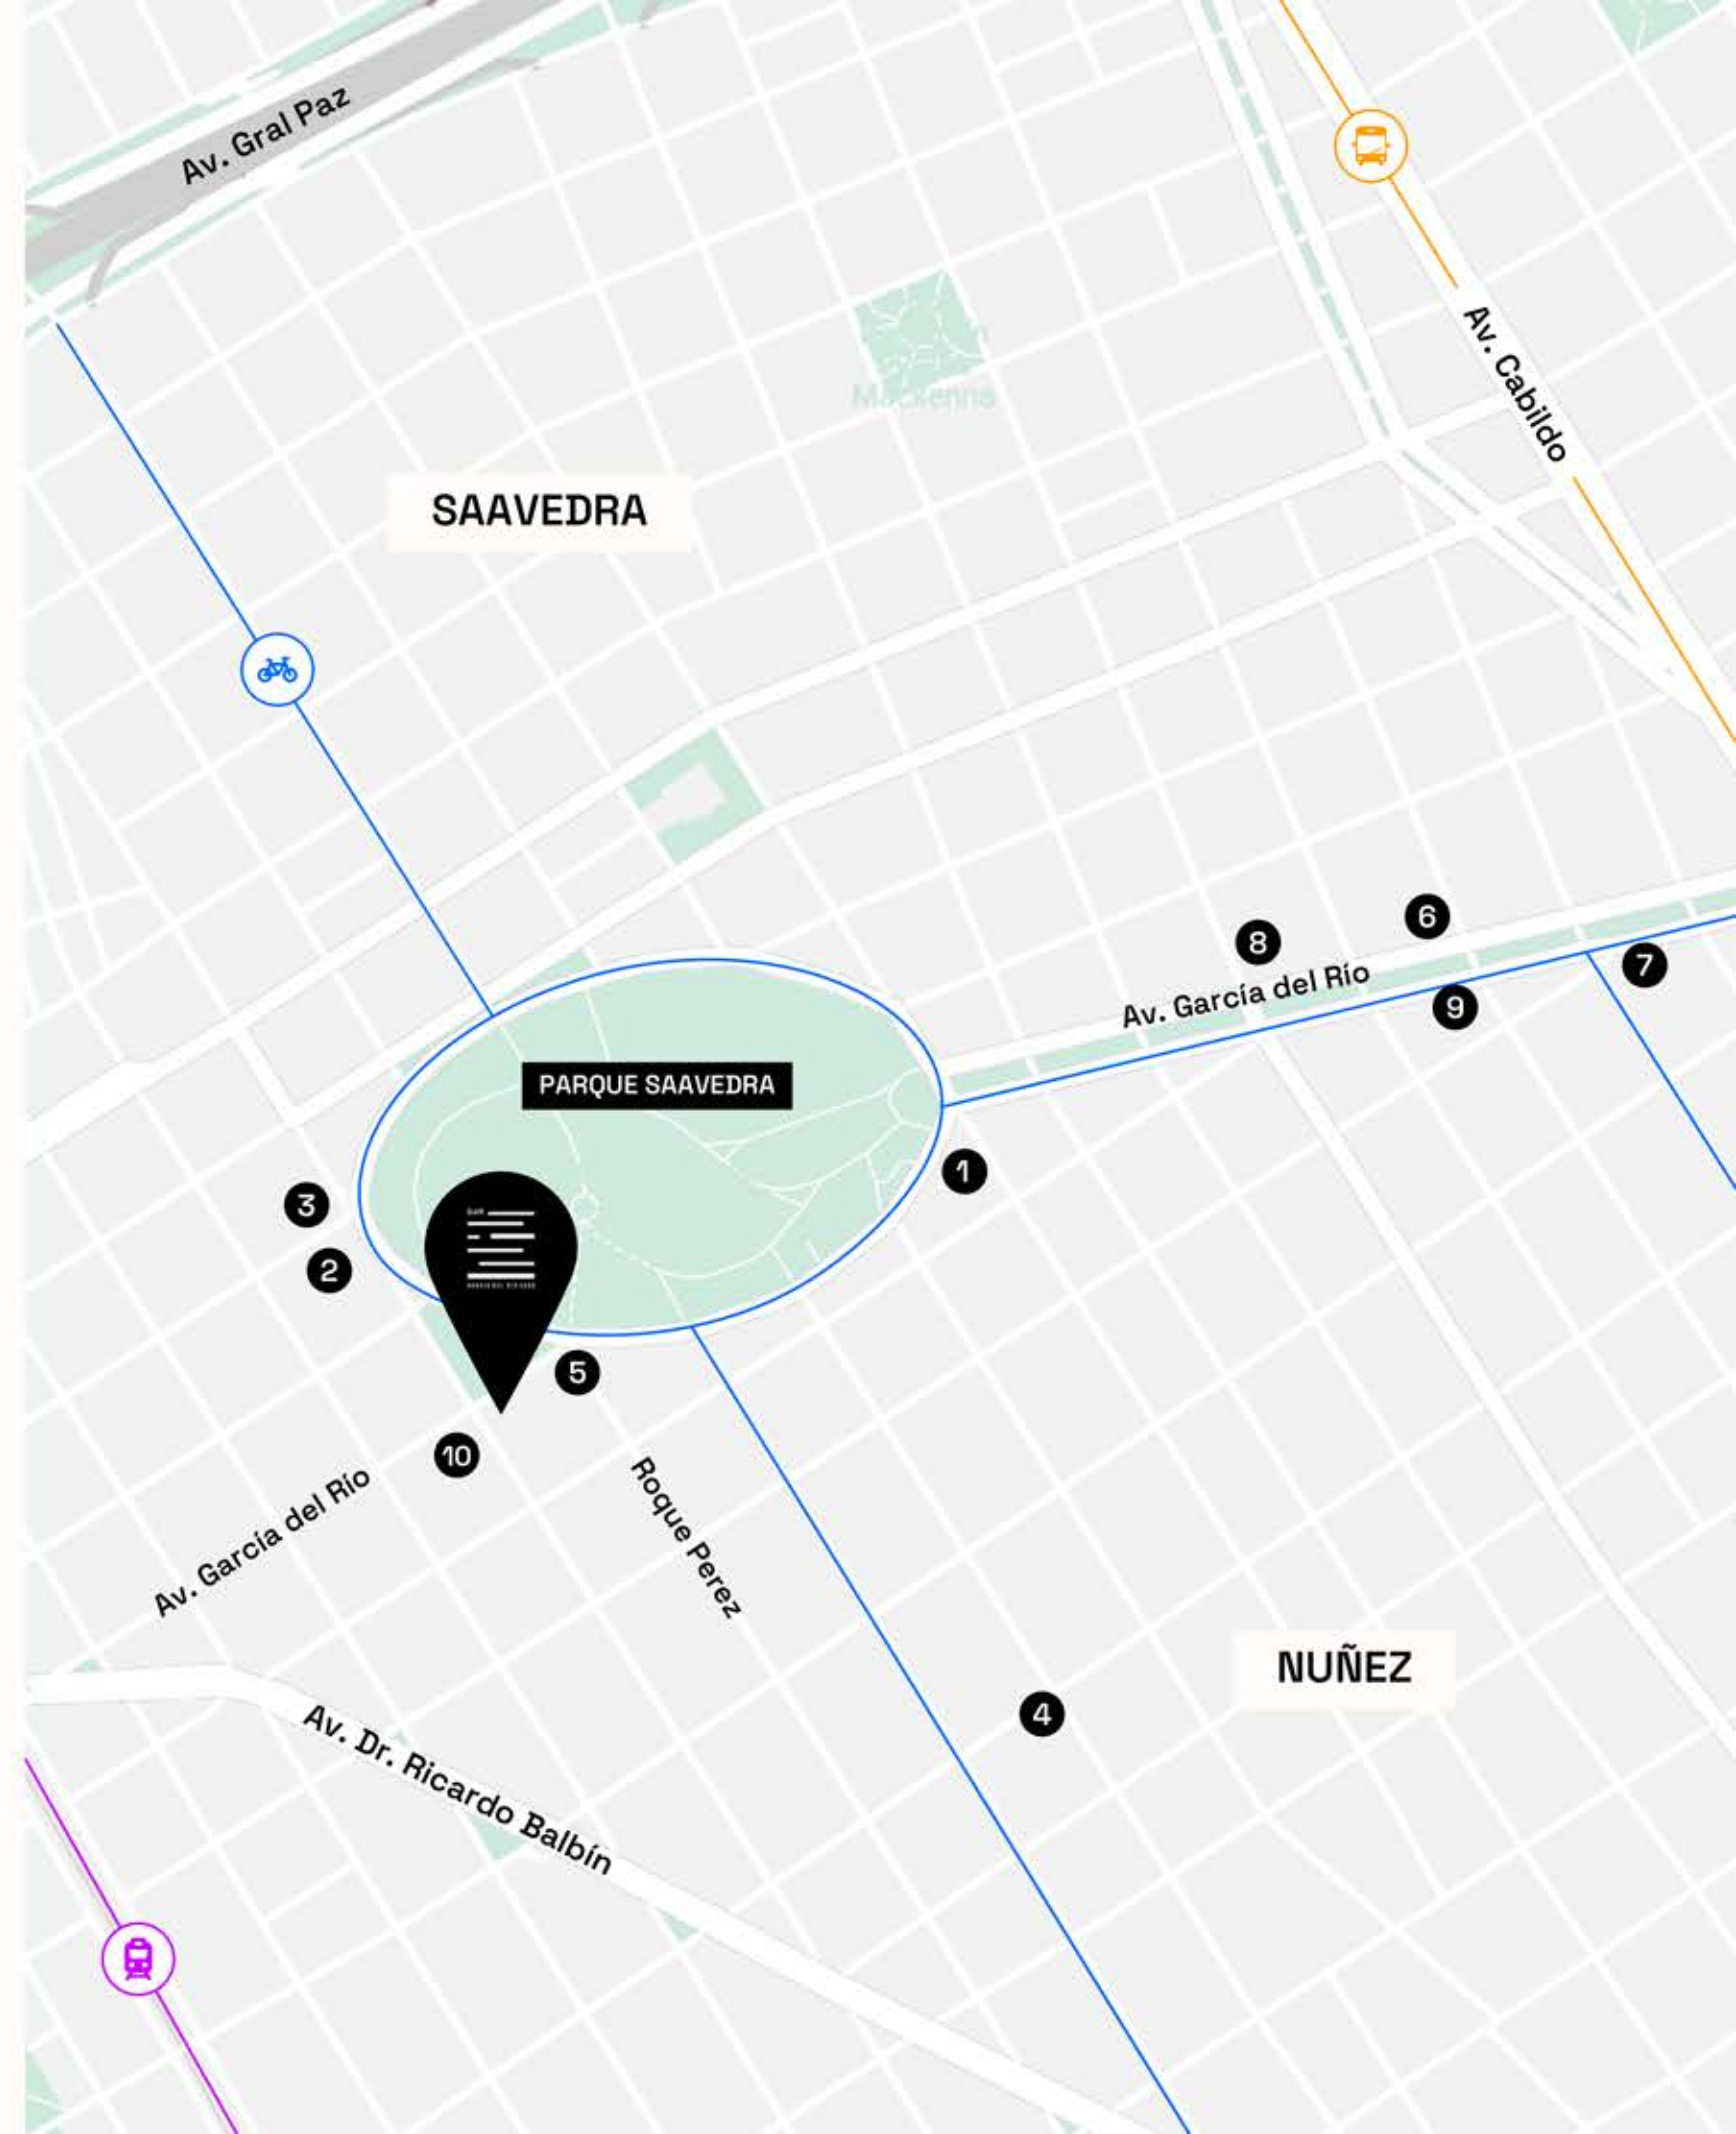 Av. Gral Paz
Av. Cabildo
Mackenna
SAAVEDRA
6
8
7
Av. García del Río
9
PARQUE SAAVEDRA
1
3
2
5
10
Av. García del Río
Roque Perez
NUÑEZ
4
Av. Dr. Ricardo Balbín